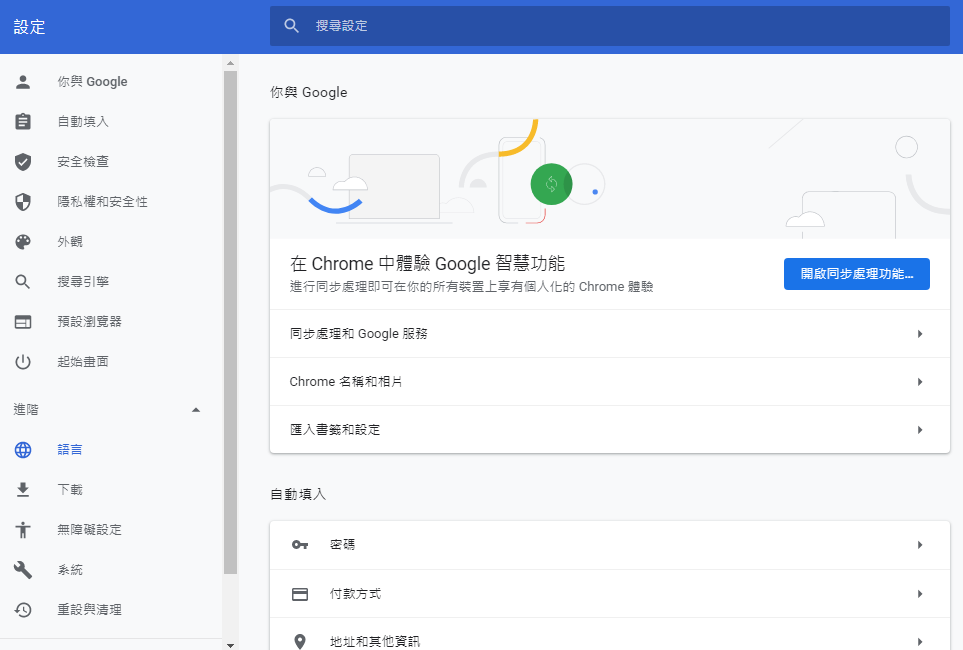 設定
搜尋設定
你與 Google
自動填入
安全檢查
隱私權和安全性
外觀
搜尋引擎
預設瀏覽器
起始畫面
進階
語言
下載
無障礙設定
系統
重設與清理
你與 Google
在 Chrome 中體驗 Google 智慧功能
進行同步處理即可在你的所有裝置上享有個人化的 Chrome 體驗
開啟同步處理功能...
同步處理和 Google 服務
Chrome 名稱和相片
匯入書籤和設定
自動填入
密碼
付款方式
地址和其他資訊